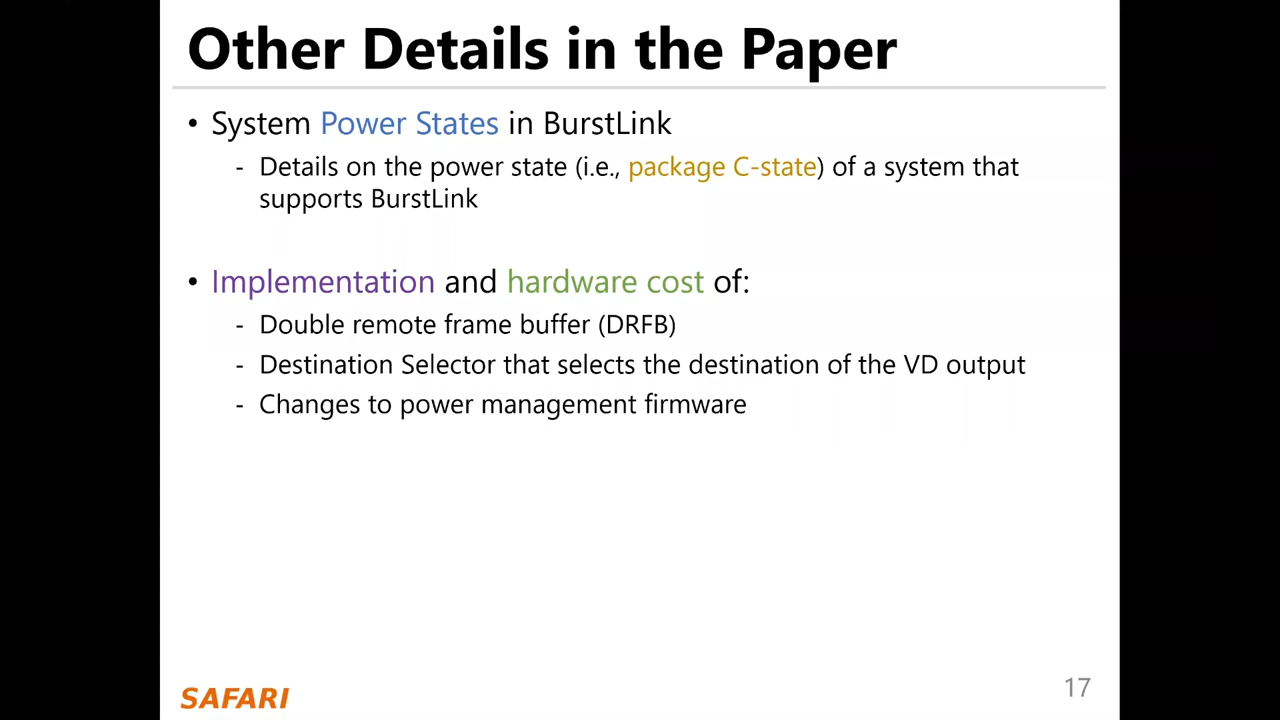 Other Details in the Paper
• System Power States in BurstLink
- Details on the power state (i.e., package C-state) of a system that
supports BurstLink
• Implementation and hardware cost of:
- Double remote frame buffer (DRFB)
- Destination Selector that selects the destination of the VD output
- Changes to power management firmware
SAFARI
17